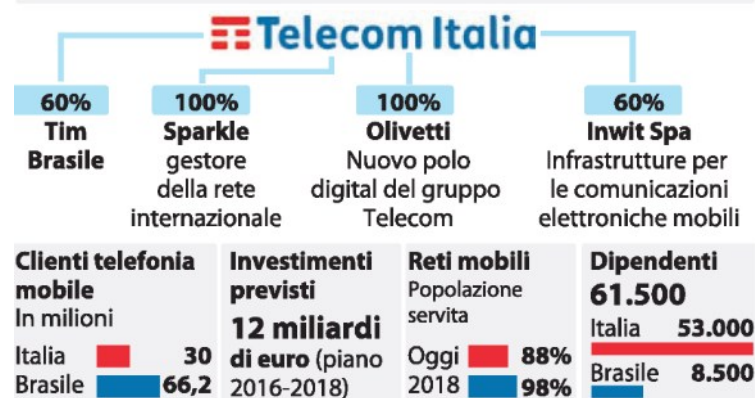 Telecom Italia
60%
Tim
Brasile
100%
Sparkle
gestore
della rete
internazionale
100%
Olivetti
Nuovo polo
digital del gruppo
Telecom
60%
Inwit Spa
Infrastrutture per
le comunicazioni
elettroniche mobili
Clienti telefonia
mobile
In milioni
Italia 30
Brasile 66,2
Investimenti
previsti
12 miliardi
di euro (piano
2016-2018)
Reti mobili
Popolazione
servita
Oggi 88%
2018 98%
Dipendenti
61.500
Italia 53.000
Brasile 8.500